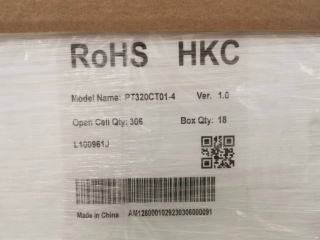 RoHS HKC
Model Name: PT320CT01-4 Ver. 1.0
Open Cell Qty: 306 Box Qty: 18
L100961J
Made in China AM1280001029230306000091